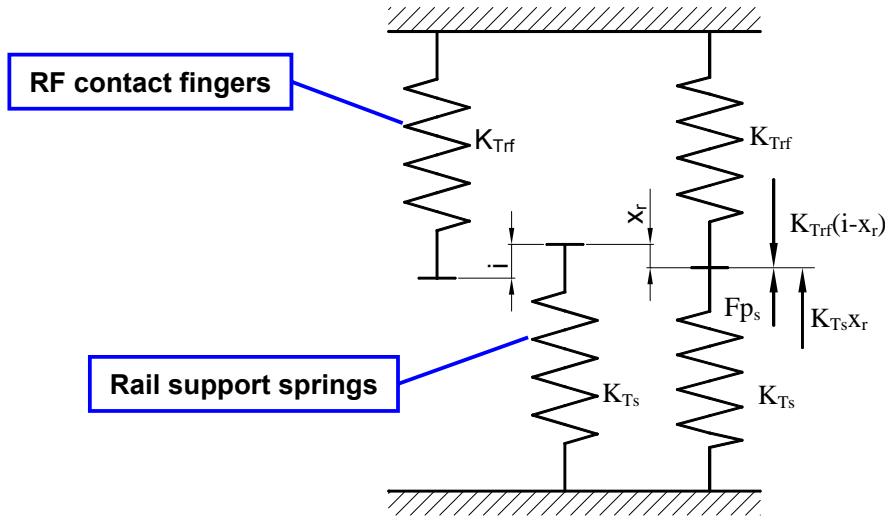 RF contact fingers
K_Trf
K_Trf
x_r
K_Trf(i-x_r)
i
Fp_s
K_Ts x_r
Rail support springs
K_Ts
K_Ts